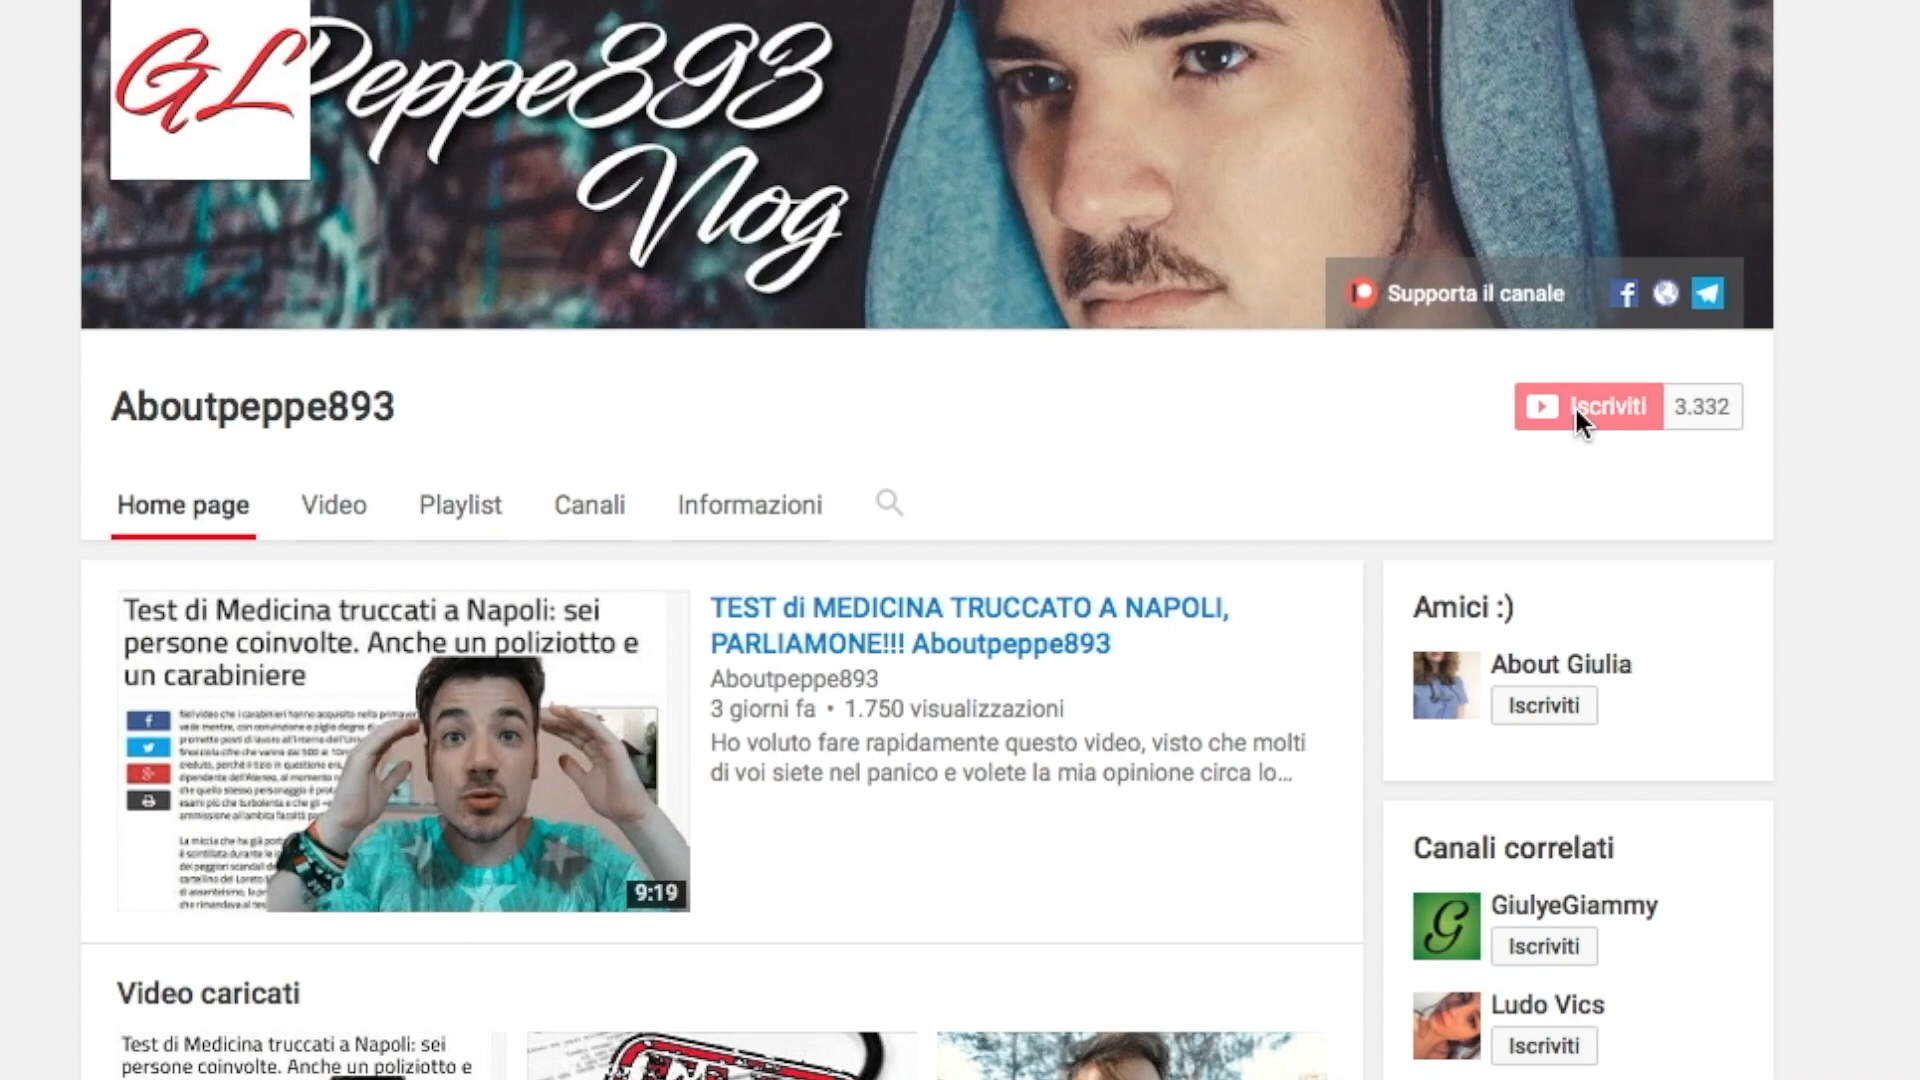 GL
Peppe893
Vlog
Supporta il canale
Aboutpeppe893
Iscriviti 3.332
Home page Video Playlist Canali Informazioni
Test di Medicina truccati a Napoli: sei
persone coinvolte. Anche un poliziotto e
un carabiniere
9:19
TEST di MEDICINA TRUCCATO A NAPOLI,
PARLIAMONE!!! Aboutpeppe893
Aboutpeppe893
3 giorni fa • 1.750 visualizzazioni
Ho voluto fare rapidamente questo video, visto che molti
di voi siete nel panico e volete la mia opinione circa lo...
Amici :)
About Giulia
Iscriviti
Canali correlati
GiulyeGiammy
Iscriviti
Ludo Vics
Iscriviti
Video caricati
Test di Medicina truccati a Napoli: sei
persone coinvolte. Anche un poliziotto e